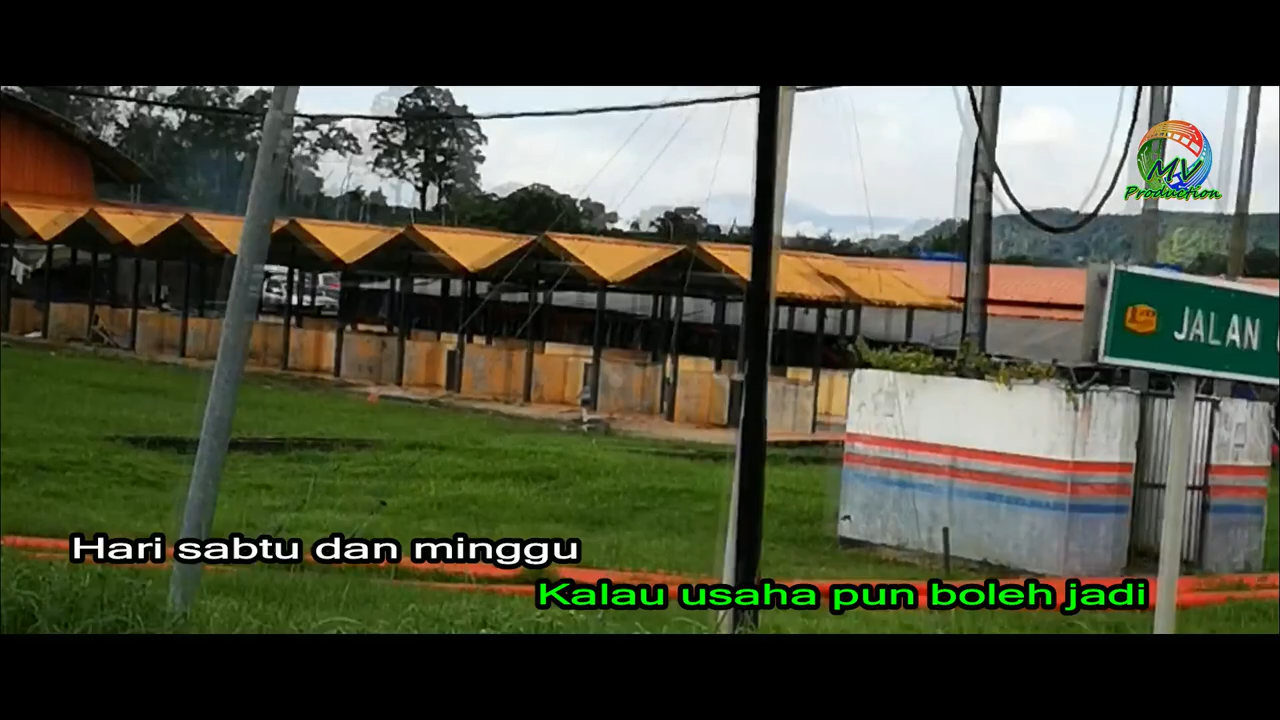 MV
Production
JALAN
Hari sabtu dan minggu
Kalau usaha pun boleh jadi